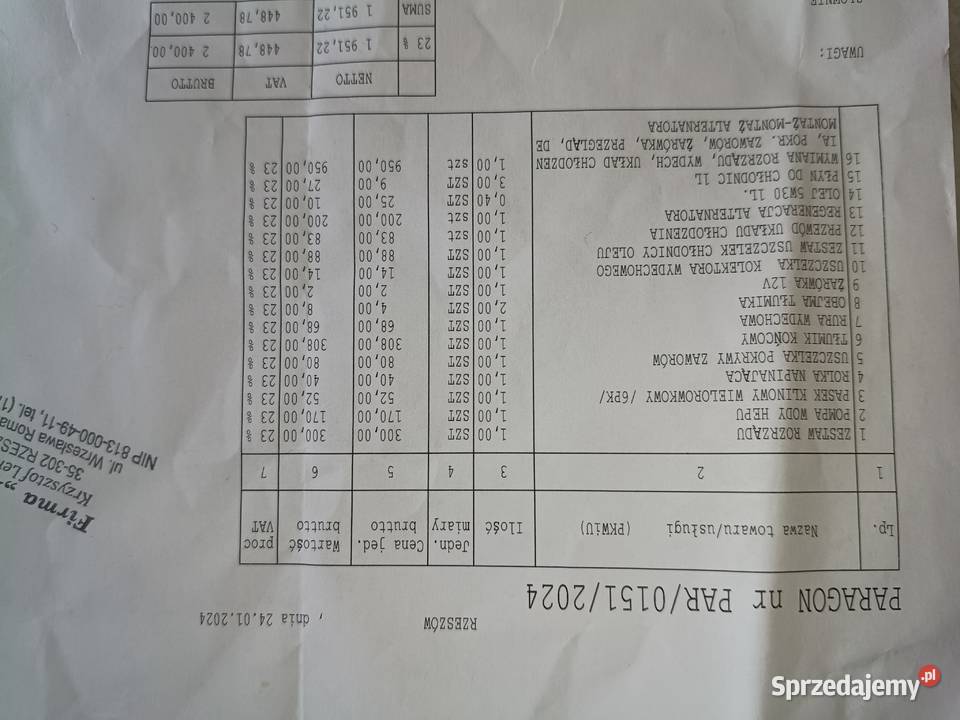 RZESZÓW , dnia 24.01.2024
PARAGON nr PAR/0151/2024
Firma
Krzysztof
35-302 RZESZ
ul. Wrzesława Roma
NIP 813-000-49-11, tel.
Lp. Nazwa towaru/usługi (PKWiU) Ilość Jedn. miary Cena jed. brutto Wartość brutto proc VAT
1 2 3 4 5 6 7
1 ZESTAW ROZRZĄDU 1,00 SZT 300,00 300,00 23 %
2 POMPA WODY HEPU 1,00 SZT 170,00 170,00 23 %
3 PASEK KLINOWY WIELOROWKOWY /6PK/ 1,00 SZT 52,00 52,00 23 %
4 ROLKA NAPINAJĄCA 1,00 SZT 40,00 40,00 23 %
5 USZCZELKA POKRYWY ZAWORÓW 1,00 SZT 80,00 80,00 23 %
6 TŁUMIK KOŃCOWY 1,00 SZT 308,00 308,00 23 %
7 RURA WYDECHOWA 1,00 SZT 68,00 68,00 23 %
8 OBEJMA TŁUMIKA 2,00 SZT 4,00 8,00 23 %
9 ŻARÓWKA 12V 1,00 SZT 2,00 2,00 23 %
10 USZCZELKA KOLEKTORA WYDECHOWEGO 1,00 SZT 14,00 14,00 23 %
11 ZESTAW USZCZELEK CHŁODNICY OLEJU 1,00 SZT 88,00 88,00 23 %
12 PRZEWÓD UKŁADU CHŁODZENIA 1,00 szt 83,00 83,00 23 %
13 REGENERACJA ALTERNATORA 1,00 szt 200,00 200,00 23 %
14 OLEJ 5W30 1L. 0,40 SZT 25,00 10,00 23 %
15 PŁYN DO CHŁODNIC 1L 3,00 SZT 9,00 27,00 23 %
16 WYMIANA ROZRZĄDU, WYDECH, UKŁAD CHŁODZEN 1,00 szt 950,00 950,00 23 %
IA, POKR. ZAWORÓW, ŻARÓWKA, PRZEGLĄD, DE
MONTAŻ-MONTAŻ ALTERNATORA
NETTO VAT BRUTTO
UWAGI: 23 % 1 951,22 448,78 2 400,00
SUMA 1 951,22 448,78 2 400,00
SŁOWNIE
Sprzedajemy.pl